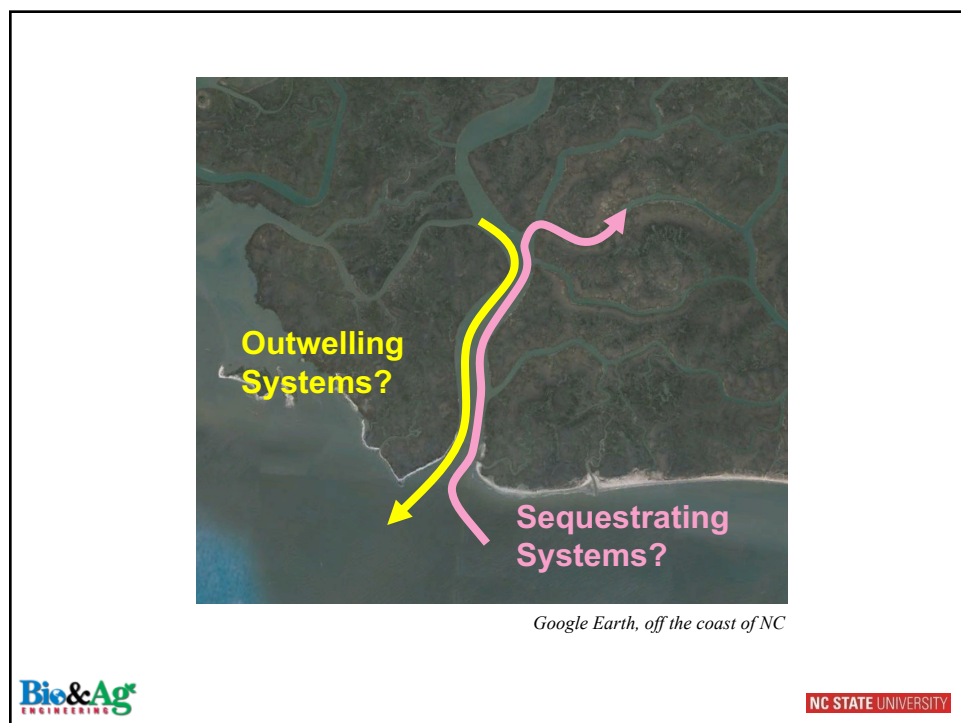 Outwelling
Systems?
Sequestrating
Systems?
Google Earth, off the coast of NC
Bio&Ag
ENGINEERING
NC STATE UNIVERSITY